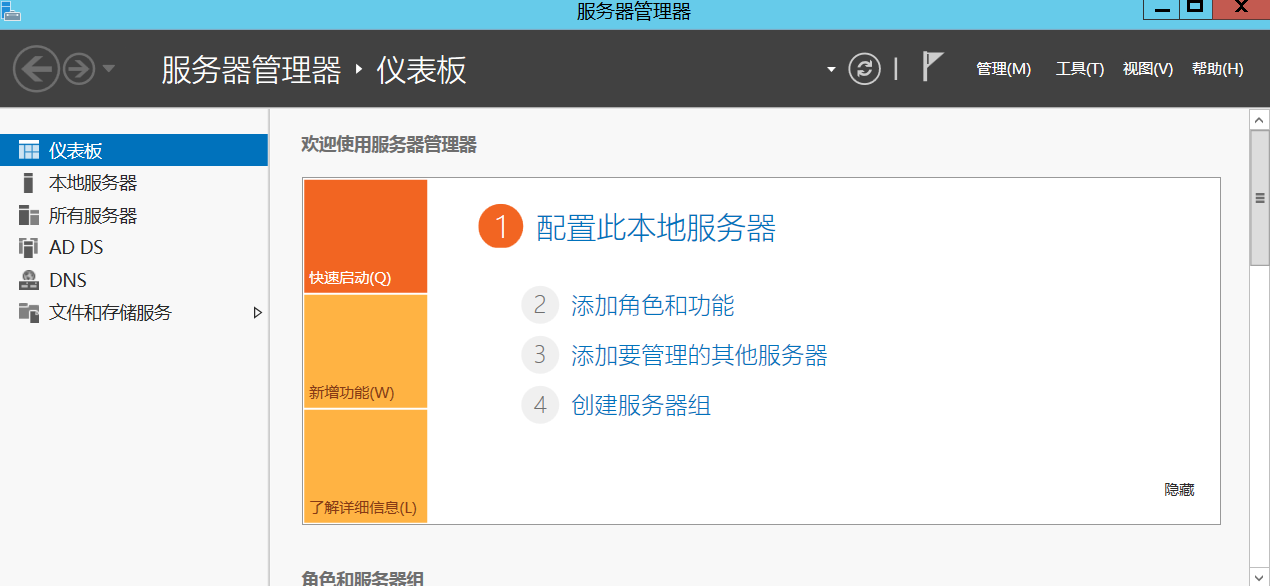 服务器管理器
服务器管理器 ‣ 仪表板
管理(M) 工具(T) 视图(V) 帮助(H)
仪表板
本地服务器
所有服务器
AD DS
DNS
文件和存储服务
欢迎使用服务器管理器
快速启动(Q)
新增功能(W)
了解详细信息(L)
1 配置此本地服务器
2 添加角色和功能
3 添加要管理的其他服务器
4 创建服务器组
隐藏
角色和服务器组